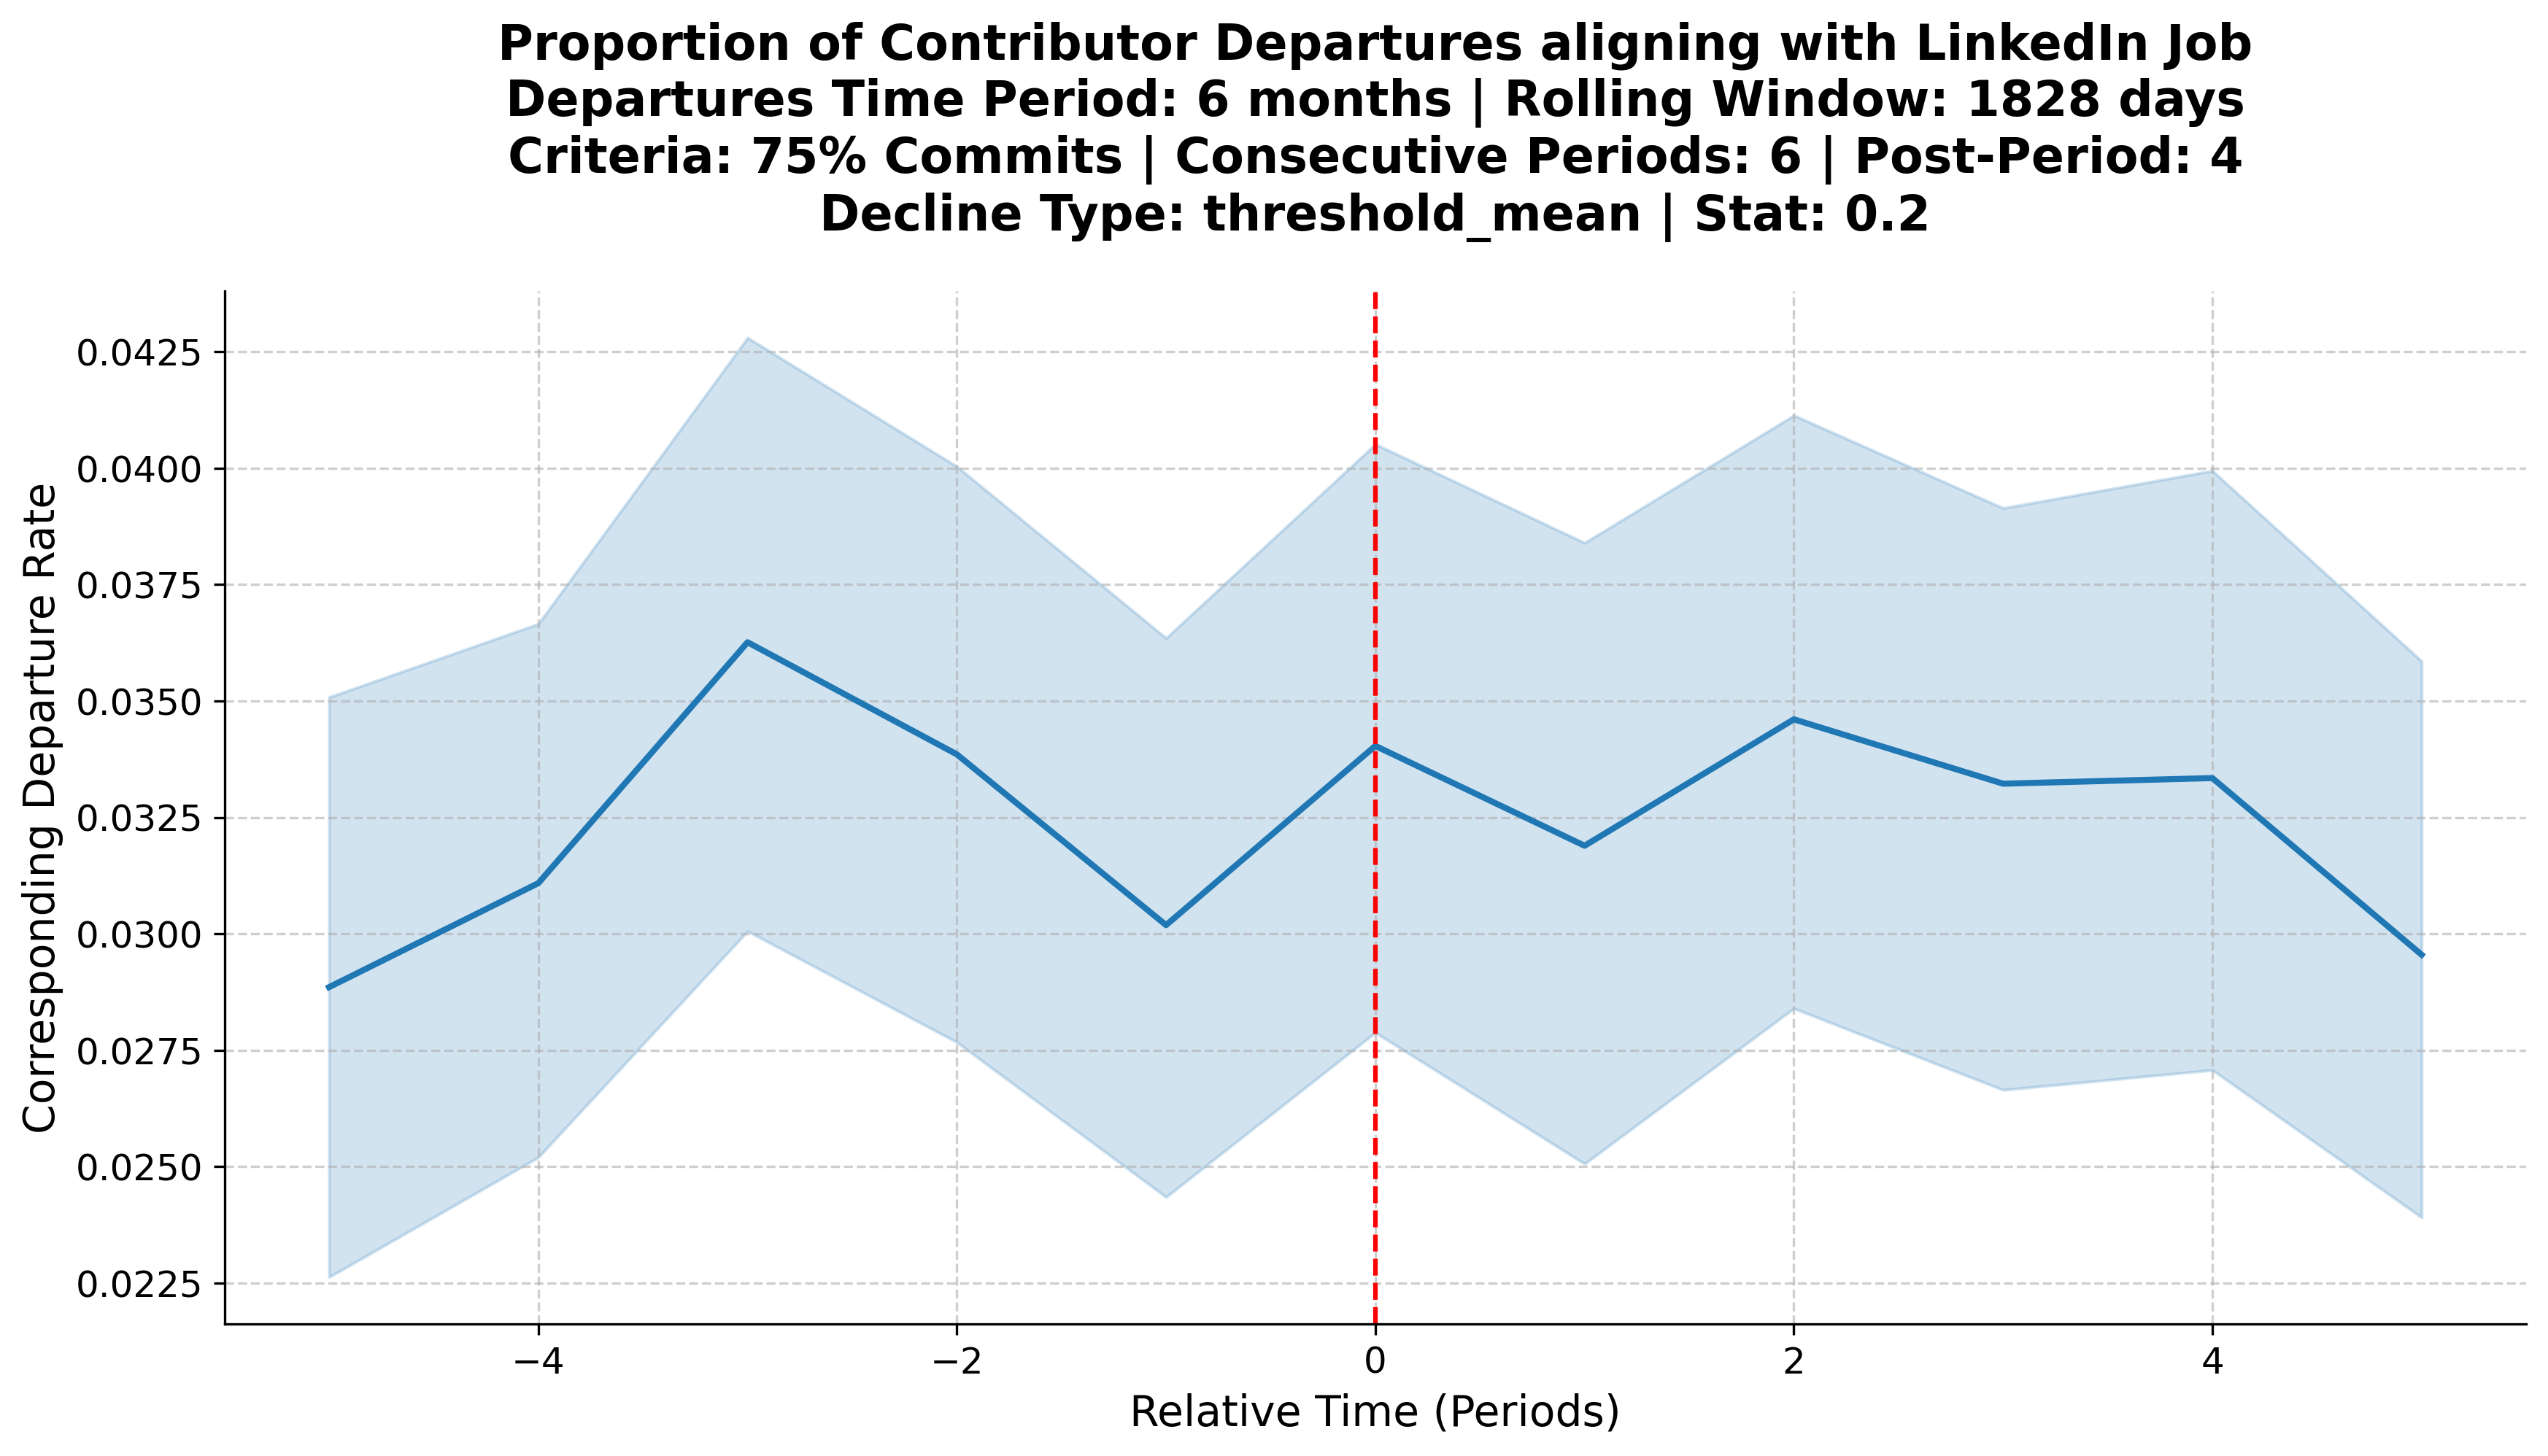 Proportion of Contributor Departures aligning with LinkedIn Job
Departures Time Period: 6 months | Rolling Window: 1828 days
Criteria: 75% Commits | Consecutive Periods: 6 | Post-Period: 4
Decline Type: threshold_mean | Stat: 0.2
Corresponding Departure Rate
0.0425
0.0400
0.0375
0.0350
0.0325
0.0300
0.0275
0.0250
0.0225
−4 −2 0 2 4
Relative Time (Periods)